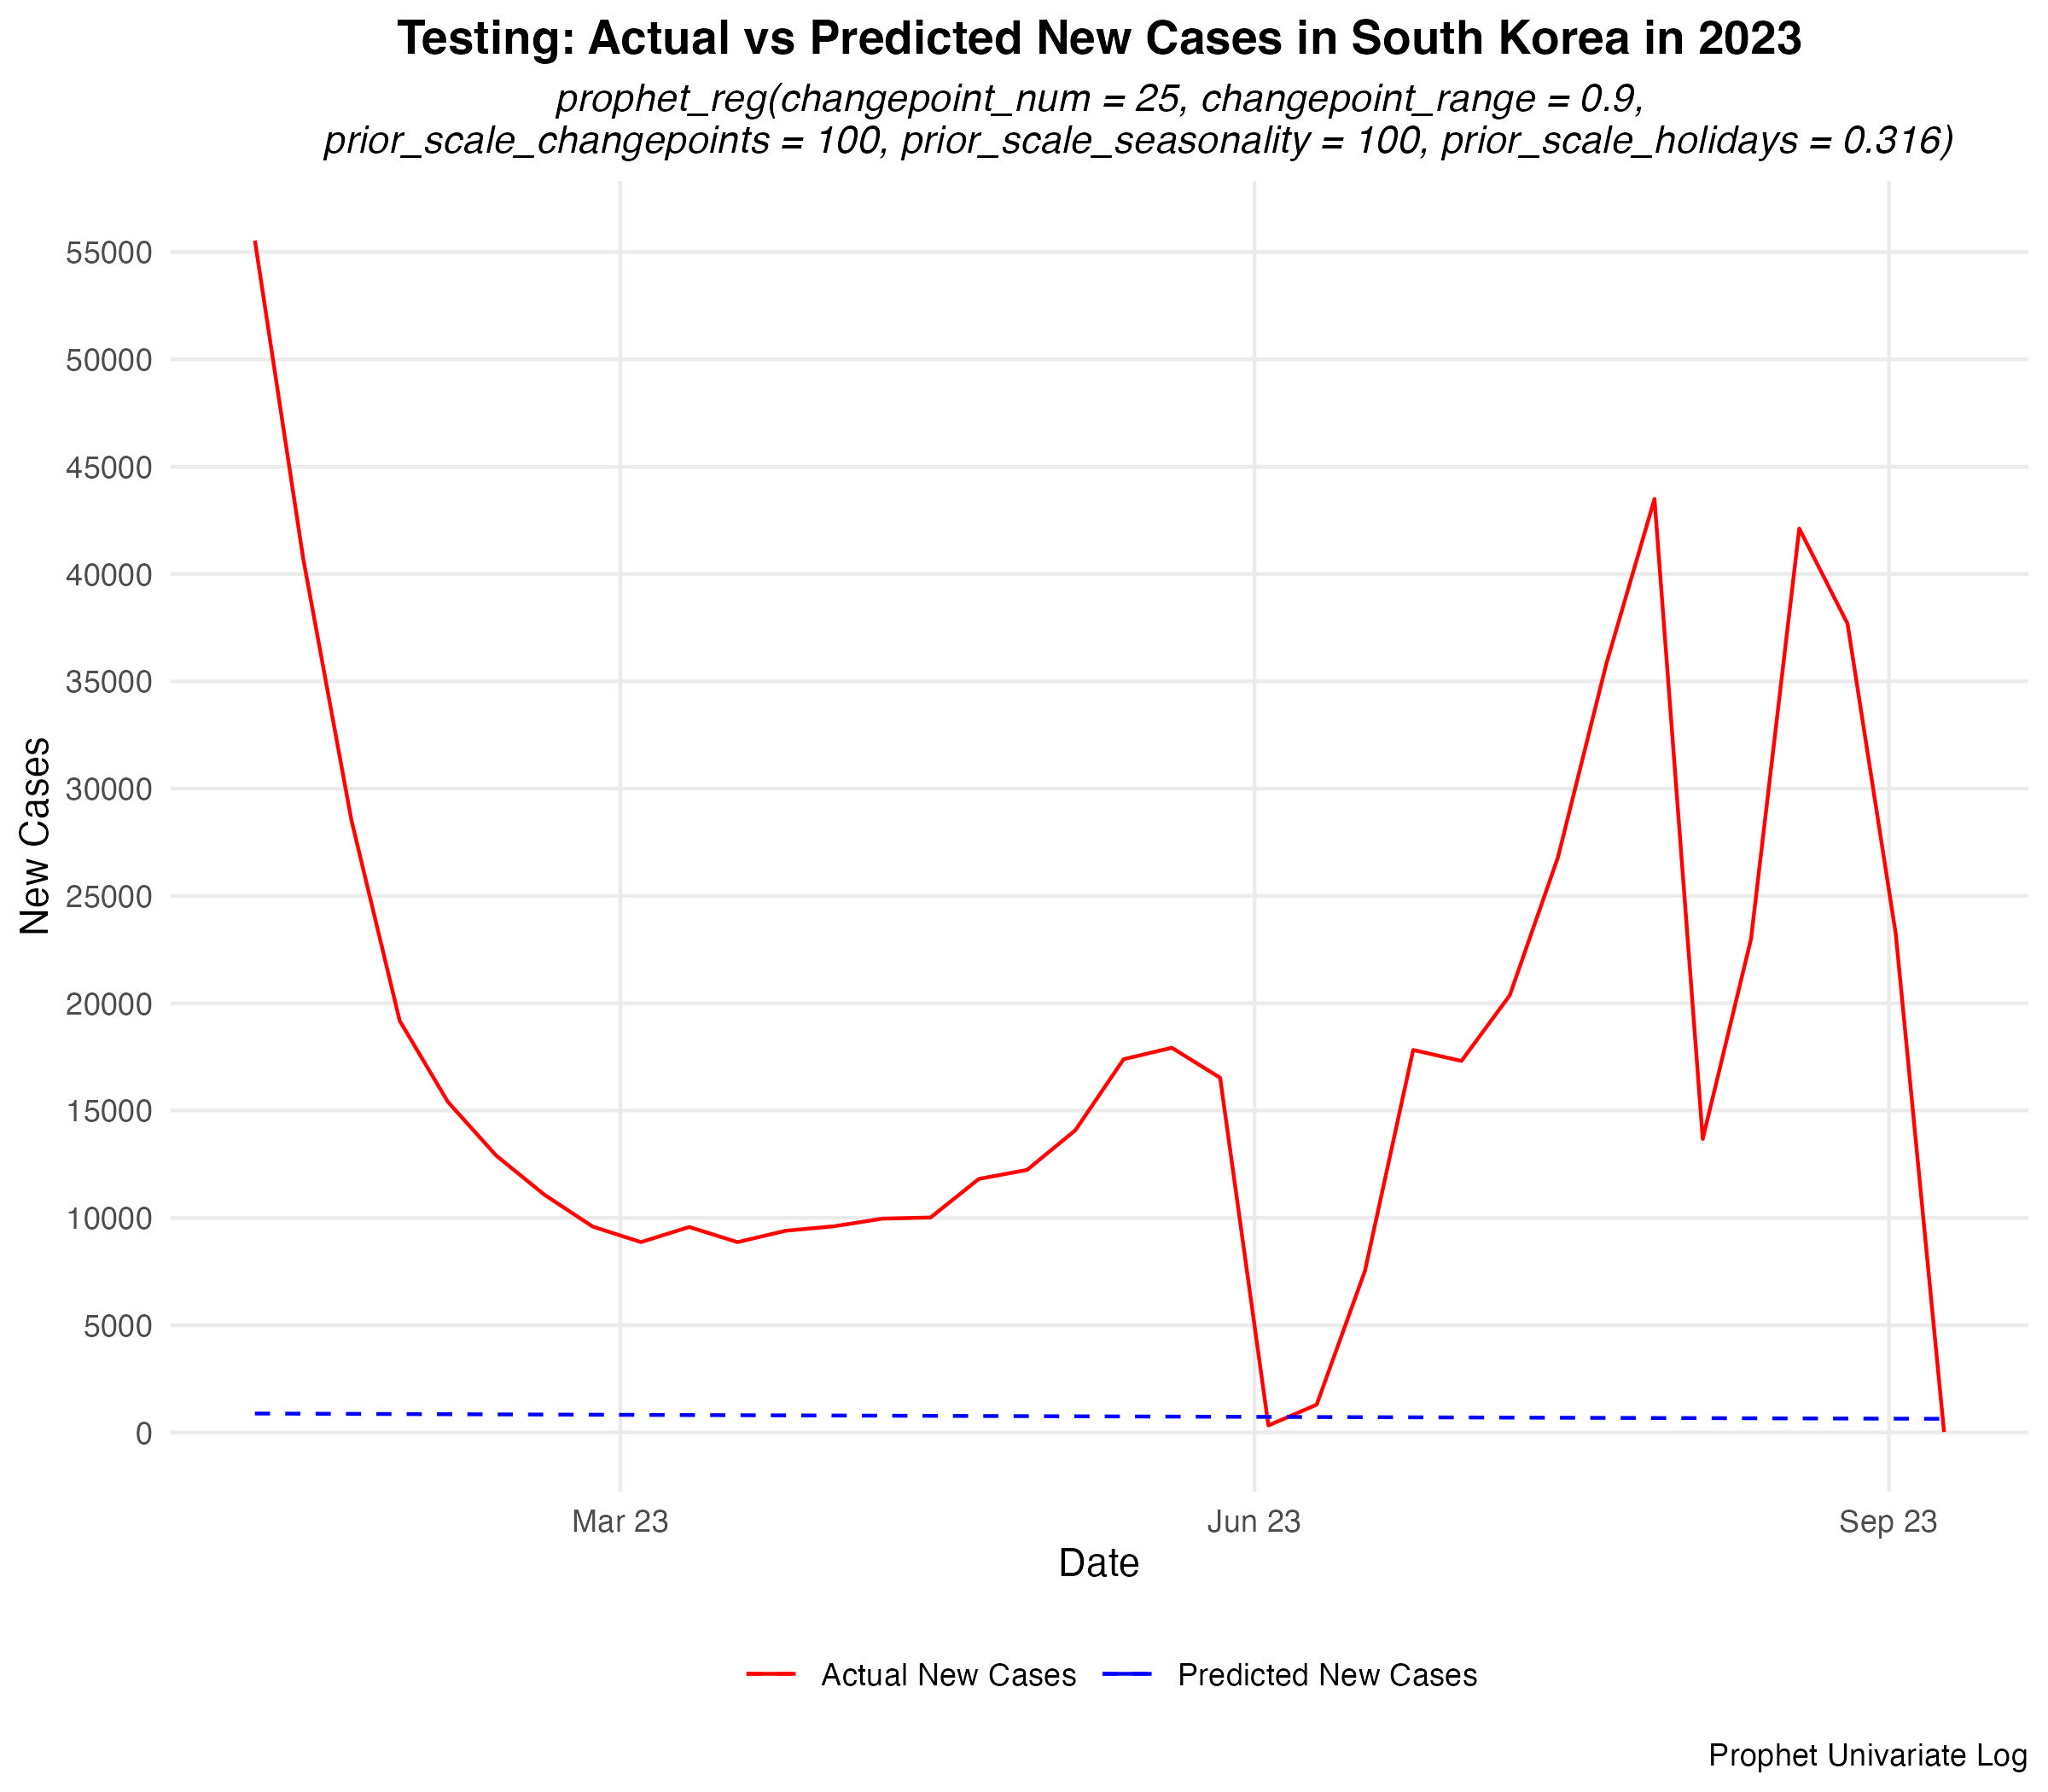 Testing: Actual vs Predicted New Cases in South Korea in 2023
prophet_reg(changepoint_num = 25, changepoint_range = 0.9,
prior_scale_changepoints = 100, prior_scale_seasonality = 100, prior_scale_holidays = 0.316)
New Cases
55000
50000
45000
40000
35000
30000
25000
20000
15000
10000
5000
0
Mar 23
Jun 23
Sep 23
Date
Actual New Cases
Predicted New Cases
Prophet Univariate Log